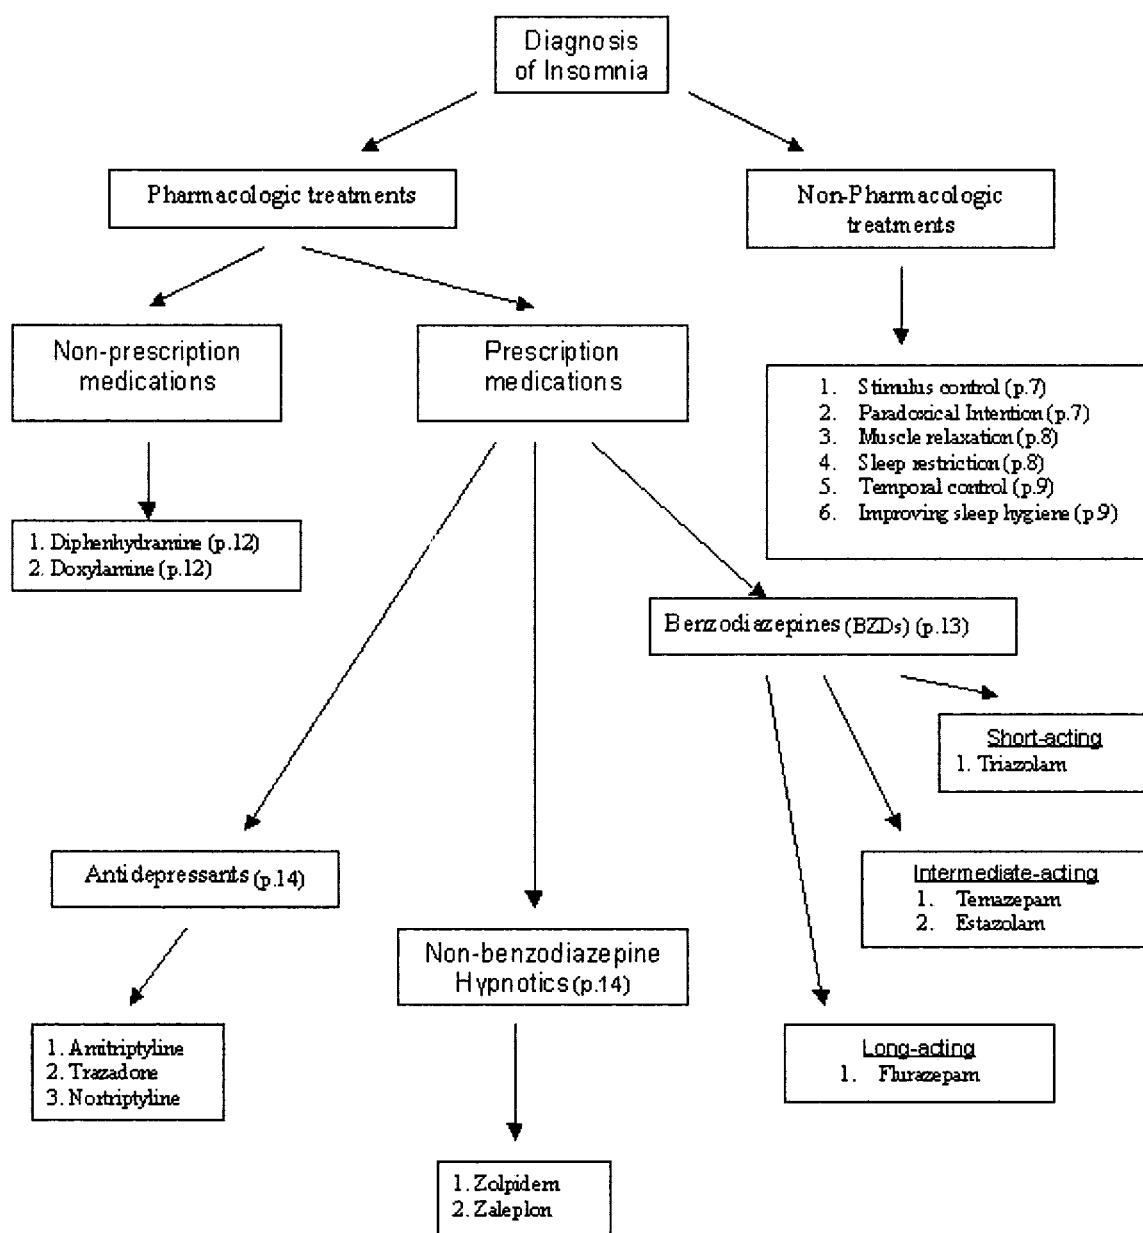 Diagnosis
of Insomnia
Pharmacologic treatments
Non-Pharmacologic
treatments
Non-prescription
medications
Prescription
medications
1. Stimulus control (p.7)
2. Paradoxical Intention (p.7)
3. Muscle relaxation (p.8)
4. Sleep restriction (p.8)
5. Temporal control (p.9)
6. Improving sleep hygiene (p.9)
1. Diphenhydramine (p.12)
2. Doxylamine (p.12)
Benzodiazepines (BZDs) (p.13)
Short-acting
1. Triazolam
Antidepressants (p.14)
Intermediate-acting
1. Temazepam
2. Estazolam
Non-benzodiazepine
Hypnotics (p.14)
1. Amitriptyline
2. Trazadone
3. Nortriptyline
Long-acting
1. Flurazepam
1. Zolpidem
2. Zaleplon